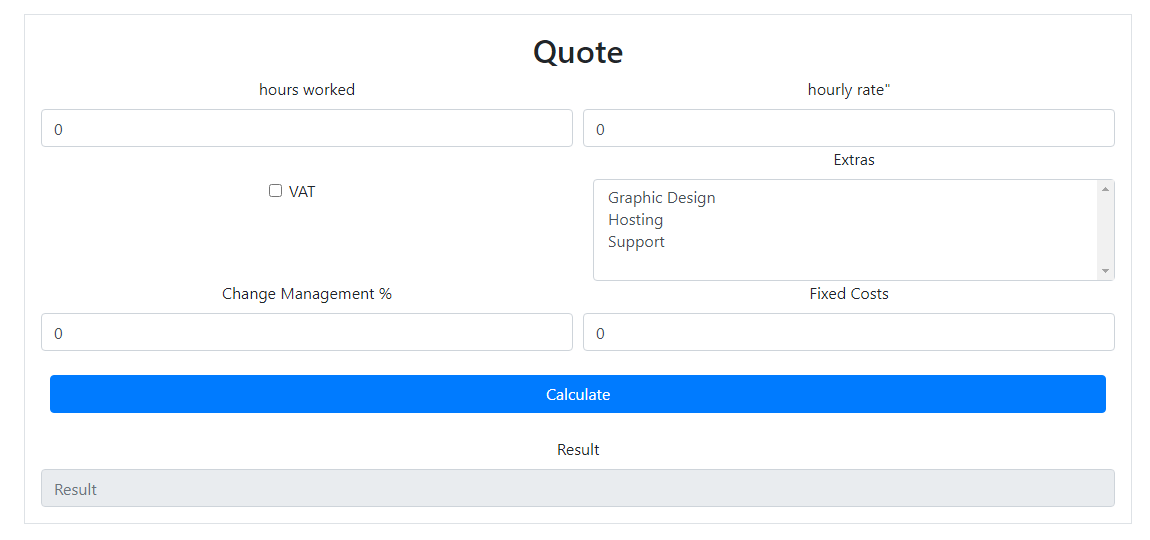 Quote
hours worked
hourly rate"
0
0
Extras
VAT
Graphic Design
Hosting
Support
Change Management %
Fixed Costs
0
0
Calculate
Result
Result